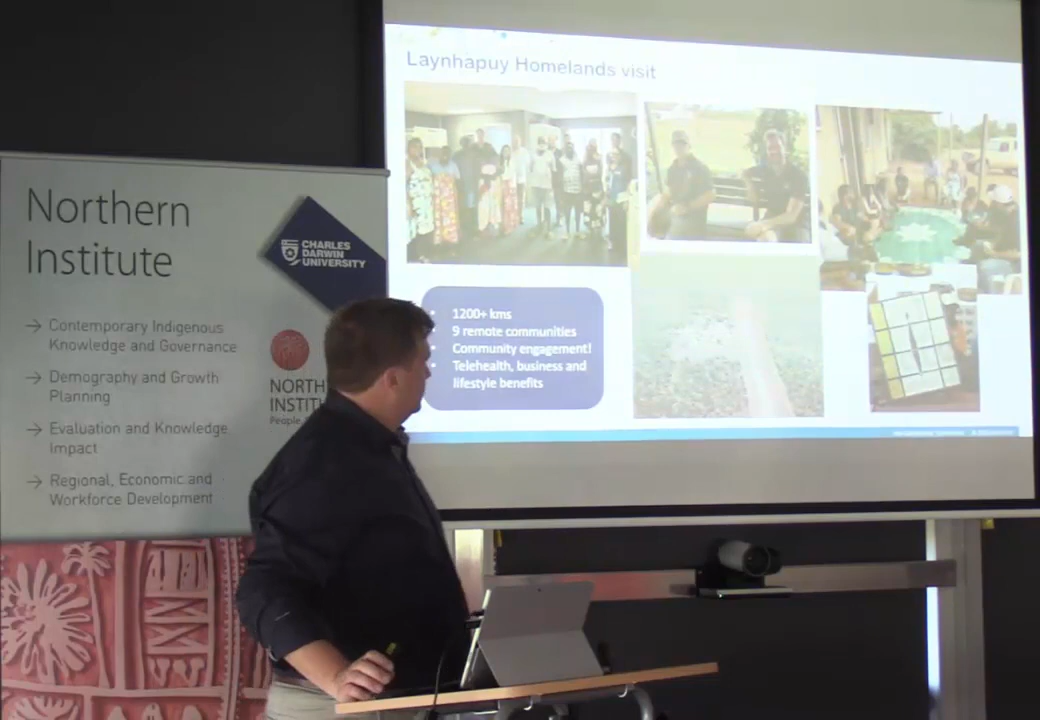 Laynhapuy Homelands visit
1200+ kms
9 remote communities
Community engagement!
Telehealth, business and
lifestyle benefits
Northern
Institute
CHARLES
DARWIN
UNIVERSITY
→ Contemporary Indigenous
Knowledge and Governance
→ Demography and Growth
Planning
→ Evaluation and Knowledge
Impact
→ Regional, Economic and
Workforce Development
People